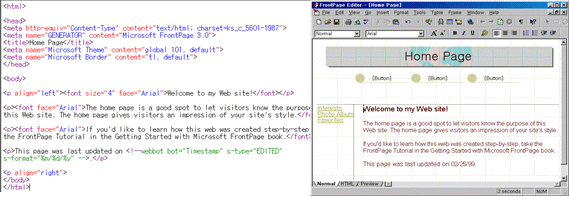 <html>
<head>
<meta http-equiv="Content-Type" content="text/html; charset=ks_c_5601-1987">
<meta name="GENERATOR" content="Microsoft FrontPage 3.0">
<title>Home Page</title>
<meta name="Microsoft Theme" content="global 101, default">
<meta name="Microsoft Border" content="tl, default">
</head>
<body>
<p align="left"><font size="4" face="Arial">Welcome to my Web site!</font></p>
<p><font face="Arial">The home page is a good spot to let visitors know the purpose of
this Web site. The home page gives visitors an impression of your site's style.</font>
<p><font face="Arial">If you'd like to learn how this web was created step-by-step,
the FrontPage Tutorial in the Getting Started with Microsoft FrontPage book.</font
<p>This page was last updated on <!--webbot bot="Timestamp" s-type="EDITED"
s-format="%m/%d/%y" -->.</p>
<p align="right">
</body>
</html>
FrontPage Editor - [Home Page]
File Edit View Go Insert Format Tools Table Frame Window Help
Normal Arial
Home Page
[Button] [Button] [Button]
Interests
Photo Album
Favorites
Welcome to my Web site!
The home page is a good spot to let visitors know the purpose of this
Web site. The home page gives visitors an impression of your site's style.
If you'd like to learn how this web was created step-by-step, take the
FrontPage Tutorial in the Getting Started with Microsoft FrontPage book.
This page was last updated on 02/25/99.
Normal HTML Preview
2 seconds NUM